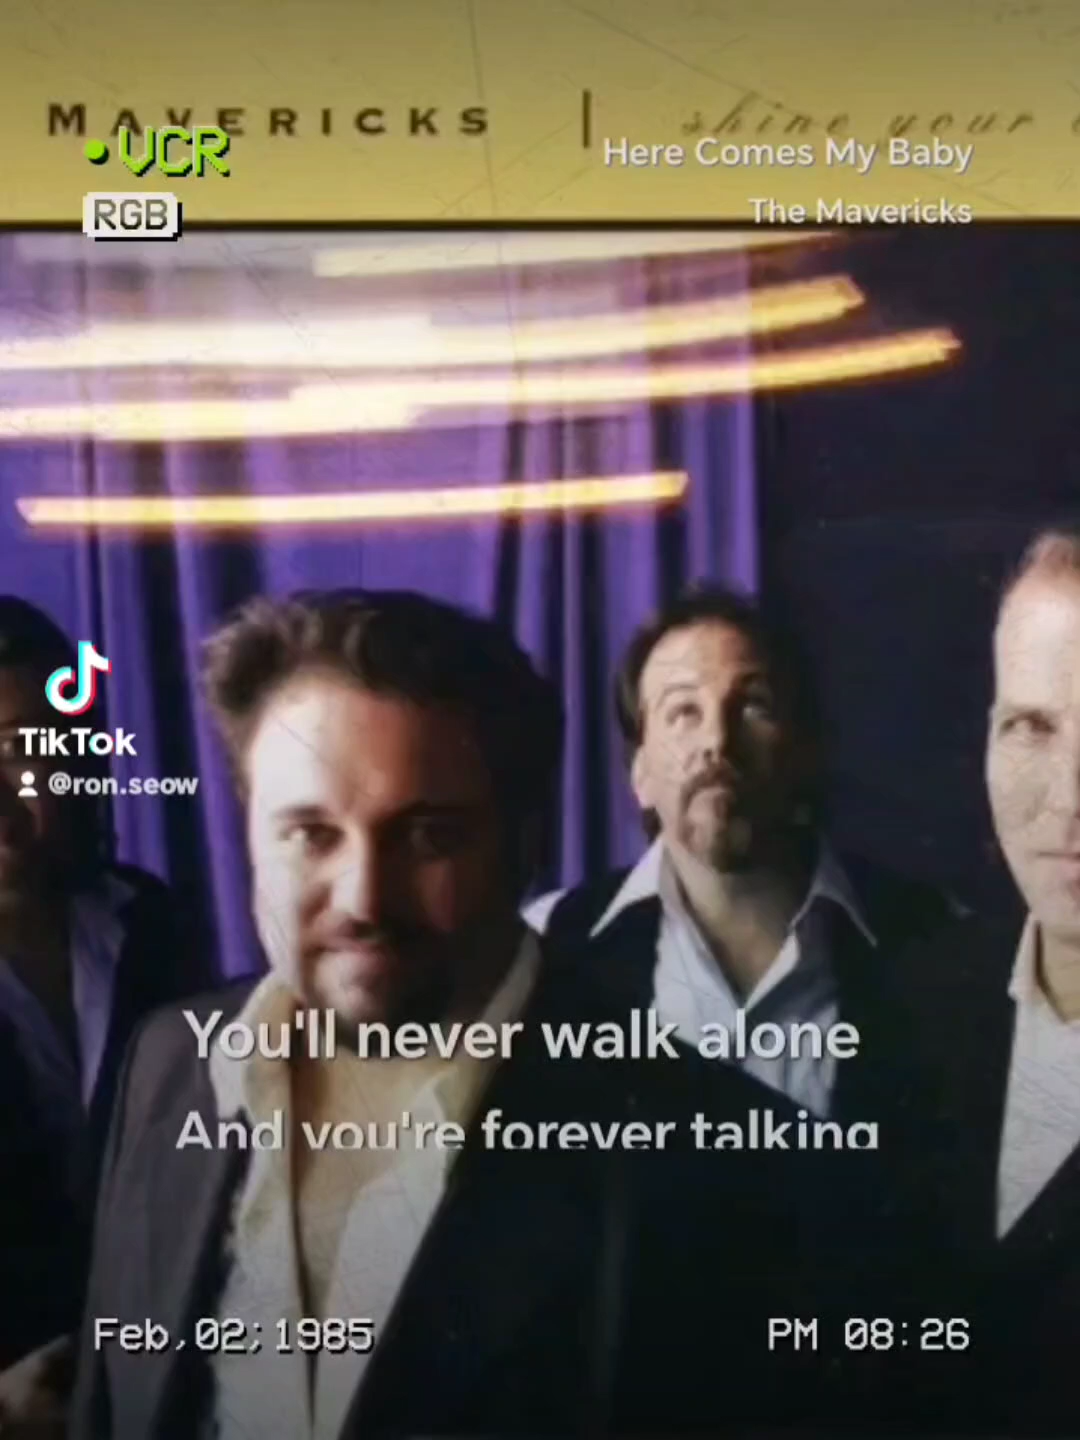 MAVERICKS | shine your
VCR
RGB
Here Comes My Baby
The Mavericks
TikTok
@ron.seow
You'll never walk alone
And you're forever talking
Feb,02;1985
PM 08:26